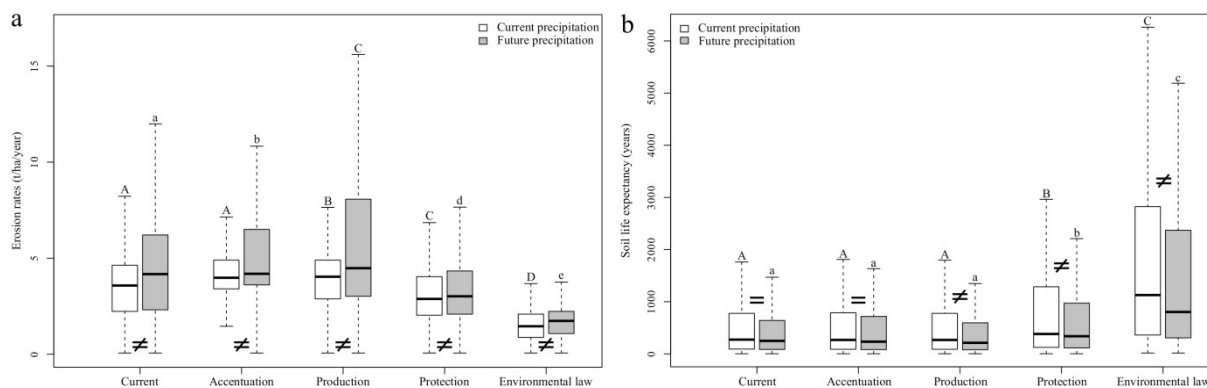 a
Erosion rates (t/ha/year)
0
5
10
15
Current precipitation
Future precipitation
A
a
A
b
B
C
C
d
D
e
≠
≠
≠
≠
≠
Current
Accentuation
Production
Protection
Environmental law
b
Soil life expectancy (years)
0
1000
2000
3000
4000
5000
6000
Current precipitation
Future precipitation
A
a
A
a
A
a
B
b
C
c
=
=
≠
≠
≠
Current
Accentuation
Production
Protection
Environmental law